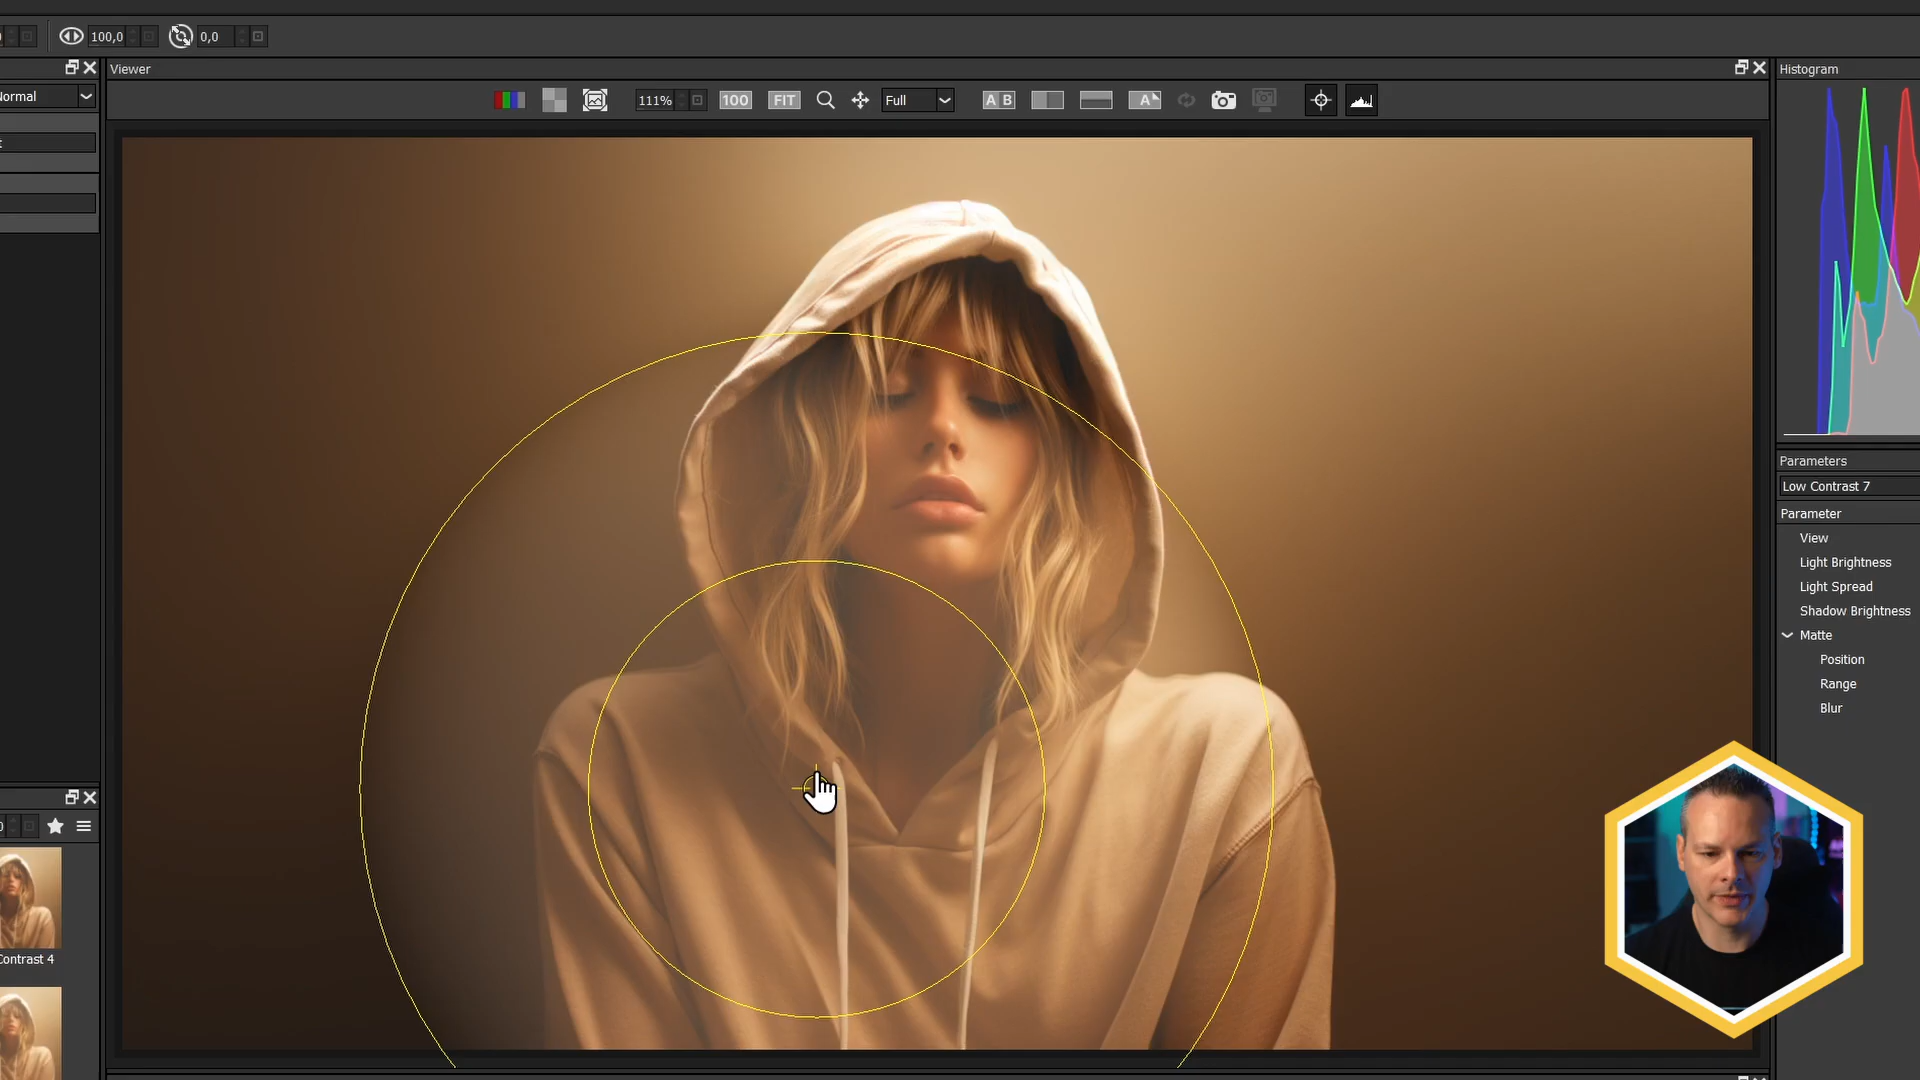 100,0
0,0
Viewer
Histogram
111%
100
FIT
Full
A B
A
Contrast 4
Parameters
Low Contrast 7
Parameter
View
Light Brightness
Light Spread
Shadow Brightness
Matte
Position
Range
Blur